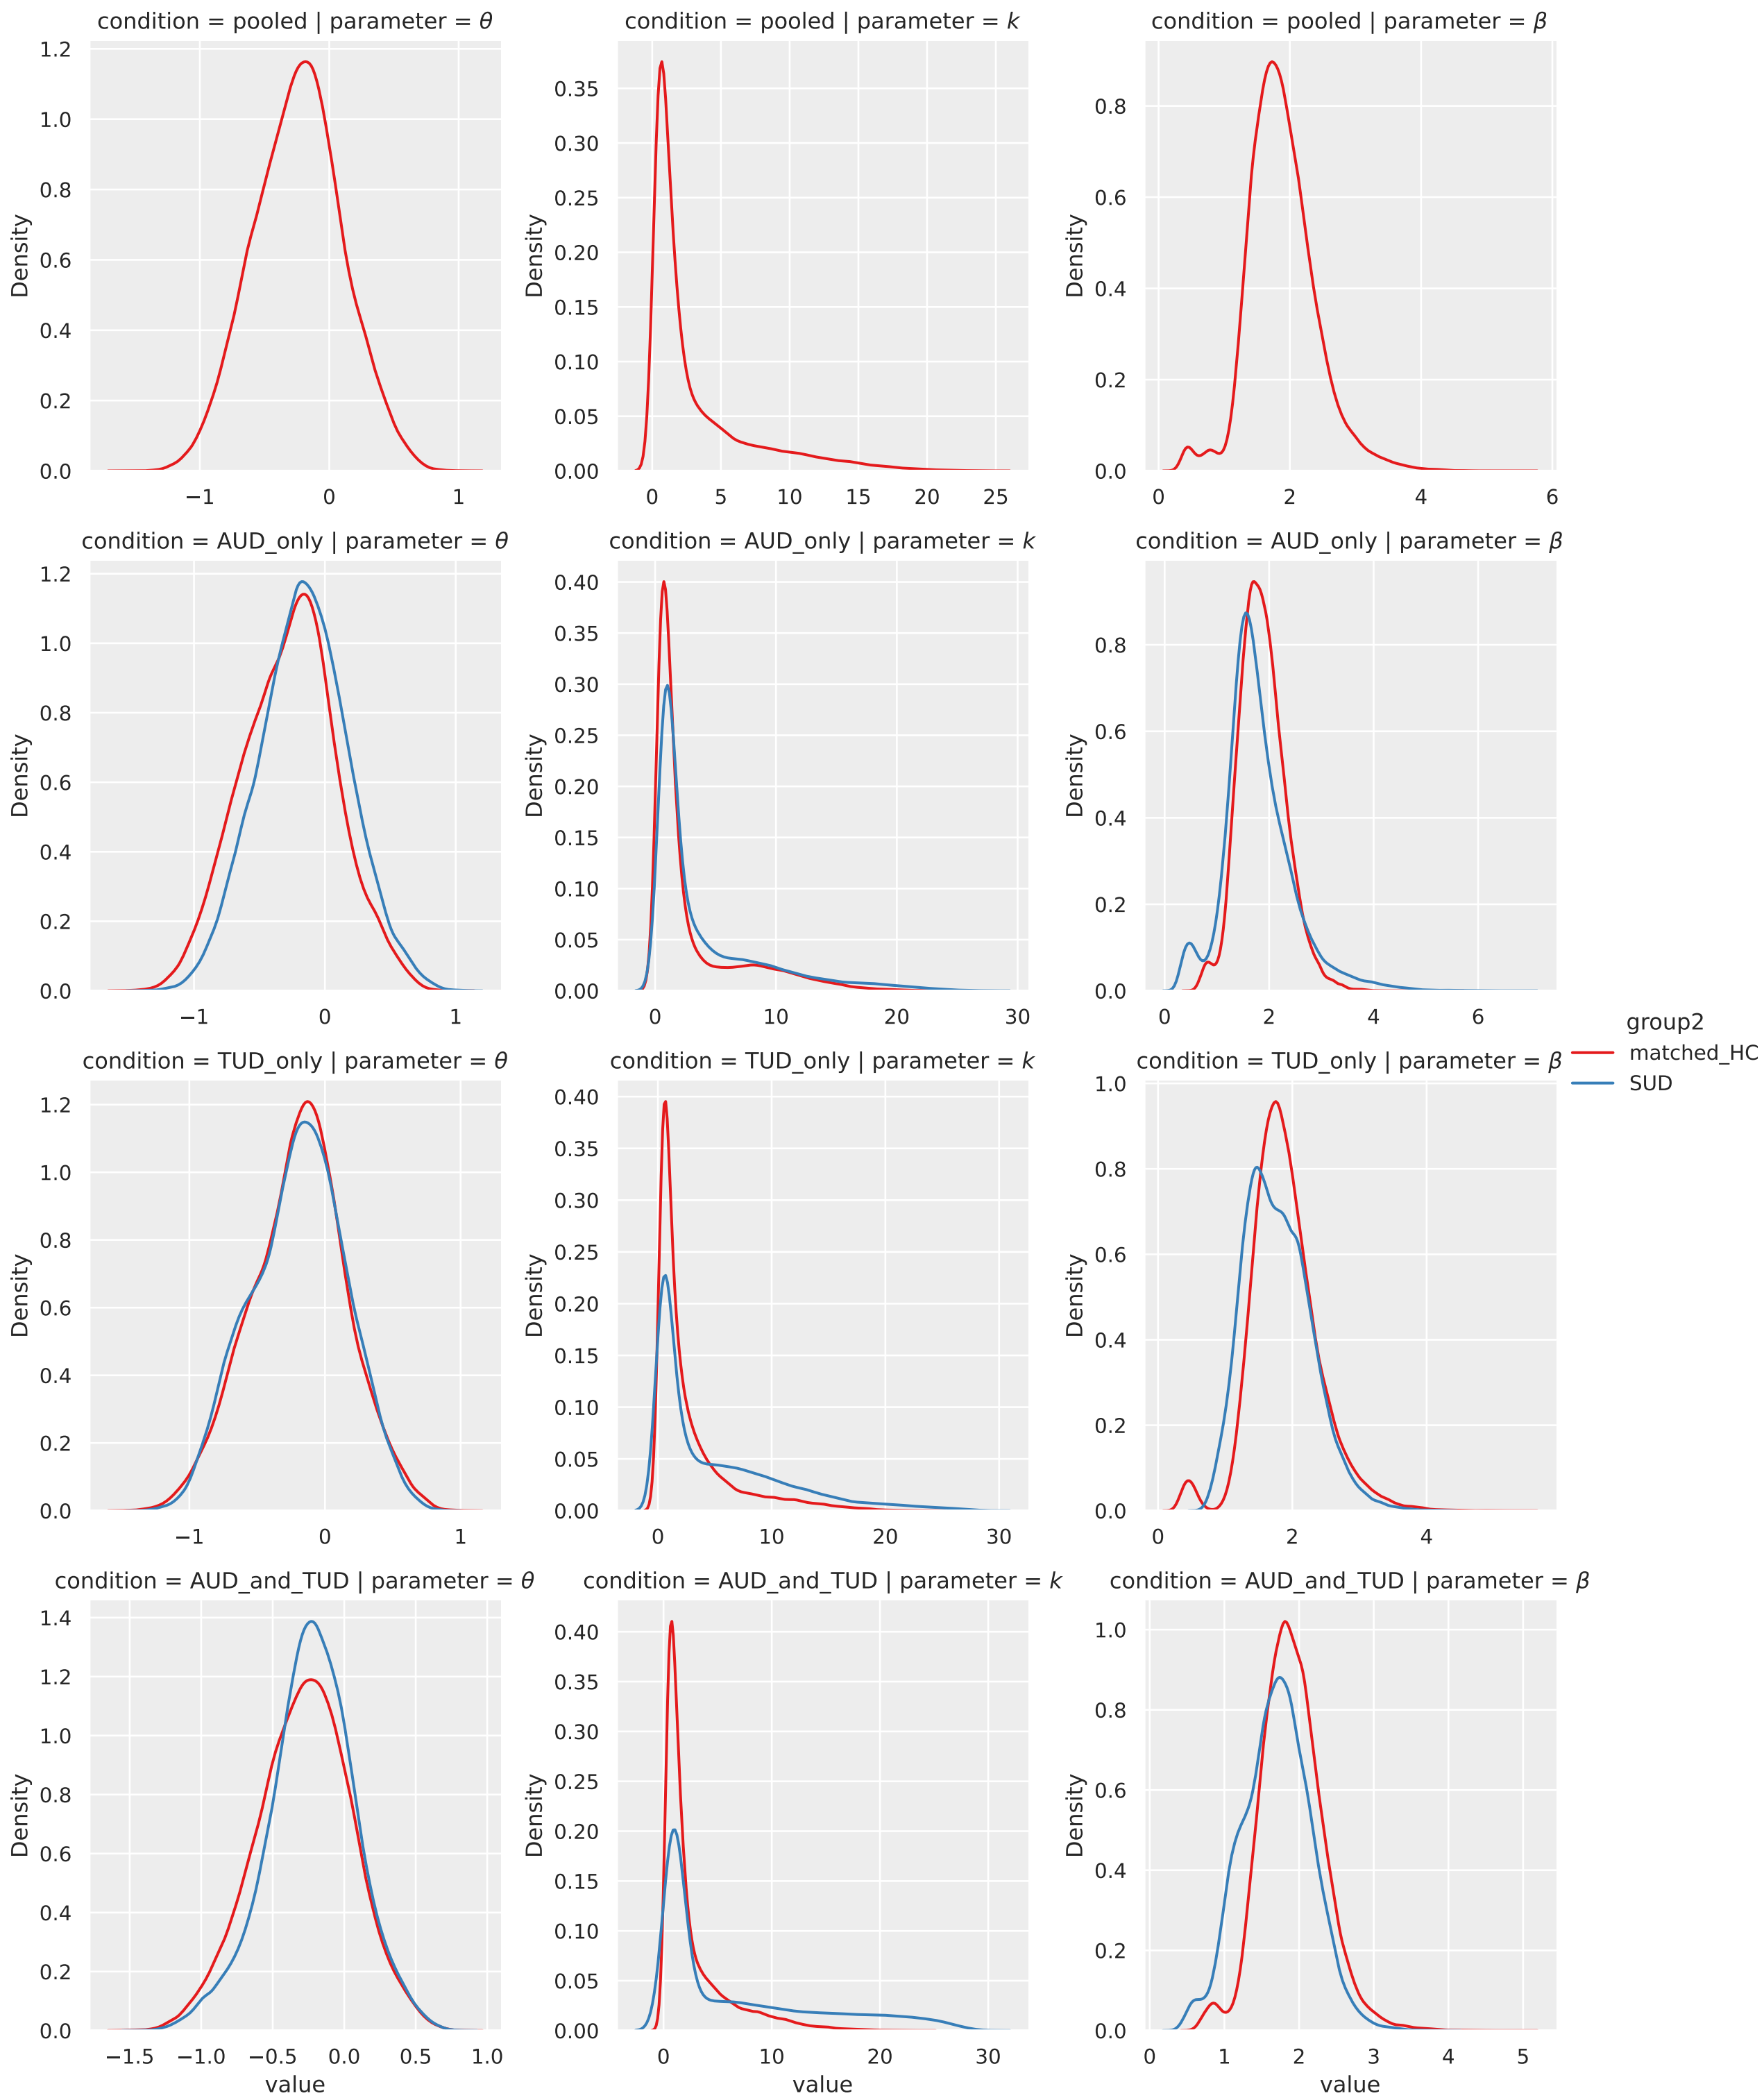 condition = pooled | parameter = θ
condition = pooled | parameter = k
condition = pooled | parameter = β
Density
1.2
1.0
0.8
0.6
0.4
0.2
0.0
−1 0 1
Density
0.35
0.30
0.25
0.20
0.15
0.10
0.05
0.00
0 5 10 15 20 25
Density
0.8
0.6
0.4
0.2
0.0
0 2 4 6
condition = AUD_only | parameter = θ
condition = AUD_only | parameter = k
condition = AUD_only | parameter = β
Density
1.2
1.0
0.8
0.6
0.4
0.2
0.0
−1 0 1
Density
0.40
0.35
0.30
0.25
0.20
0.15
0.10
0.05
0.00
0 10 20 30
Density
0.8
0.6
0.4
0.2
0.0
0 2 4 6
group2
matched_HC
SUD
condition = TUD_only | parameter = θ
condition = TUD_only | parameter = k
condition = TUD_only | parameter = β
Density
1.2
1.0
0.8
0.6
0.4
0.2
0.0
−1 0 1
Density
0.40
0.35
0.30
0.25
0.20
0.15
0.10
0.05
0.00
0 10 20 30
Density
1.0
0.8
0.6
0.4
0.2
0.0
0 2 4
condition = AUD_and_TUD | parameter = θ
condition = AUD_and_TUD | parameter = k
condition = AUD_and_TUD | parameter = β
Density
1.4
1.2
1.0
0.8
0.6
0.4
0.2
0.0
−1.5 −1.0 −0.5 0.0 0.5 1.0
value
Density
0.40
0.35
0.30
0.25
0.20
0.15
0.10
0.05
0.00
0 10 20 30
value
Density
1.0
0.8
0.6
0.4
0.2
0.0
0 1 2 3 4 5
value